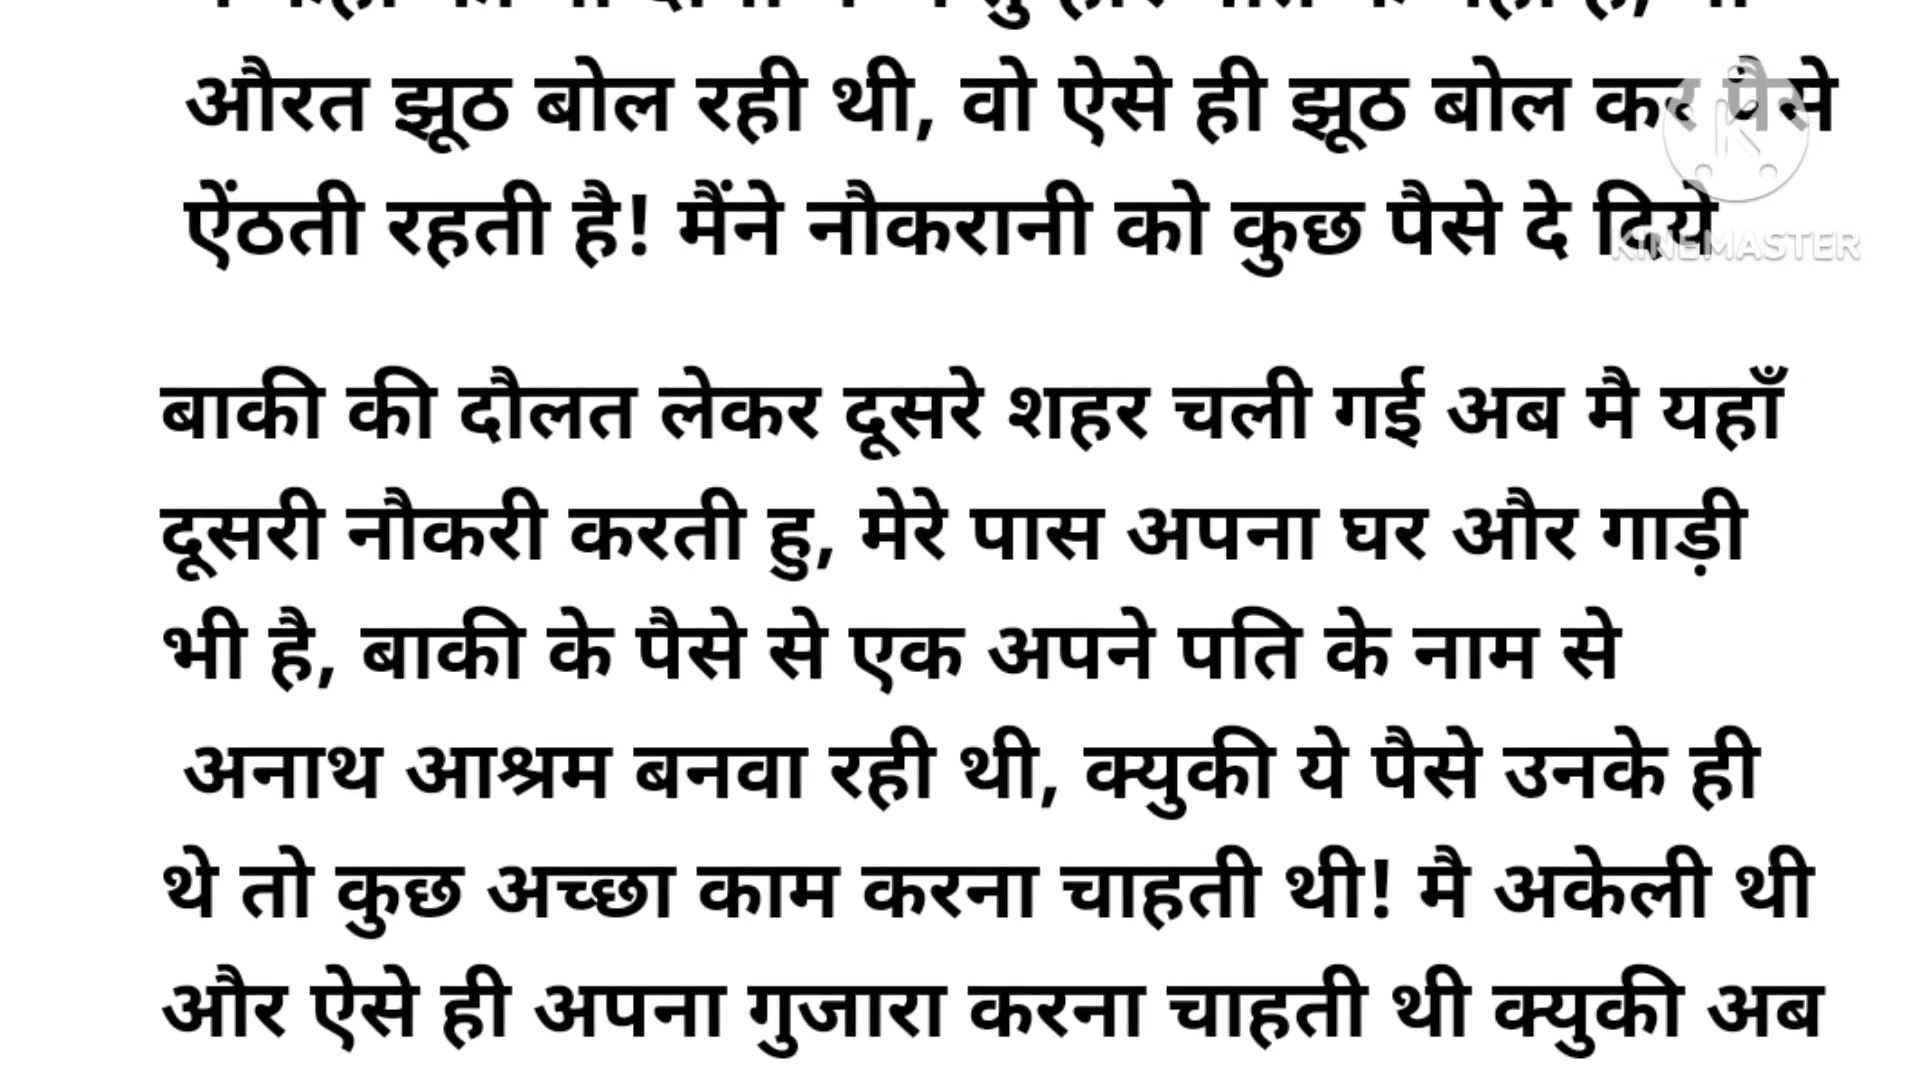 औरत झूठ बोल रही थी, वो ऐसे ही झूठ बोल कर पैसे
ऐंठती रहती है! मैंने नौकरानी को कुछ पैसे दे दिये
KINEMASTER
बाकी की दौलत लेकर दूसरे शहर चली गई अब मै यहाँ
दूसरी नौकरी करती हु, मेरे पास अपना घर और गाड़ी
भी है, बाकी के पैसे से एक अपने पति के नाम से
अनाथ आश्रम बनवा रही थी, क्युकी ये पैसे उनके ही
थे तो कुछ अच्छा काम करना चाहती थी! मै अकेली थी
और ऐसे ही अपना गुजारा करना चाहती थी क्युकी अब